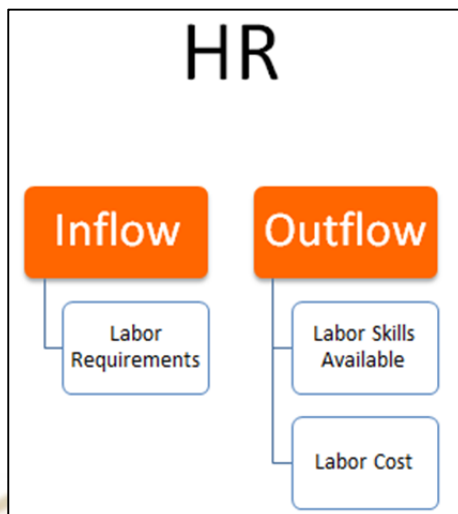 HR
Inflow
Outflow
Labor
Requirements
Labor Skills
Available
Labor Cost